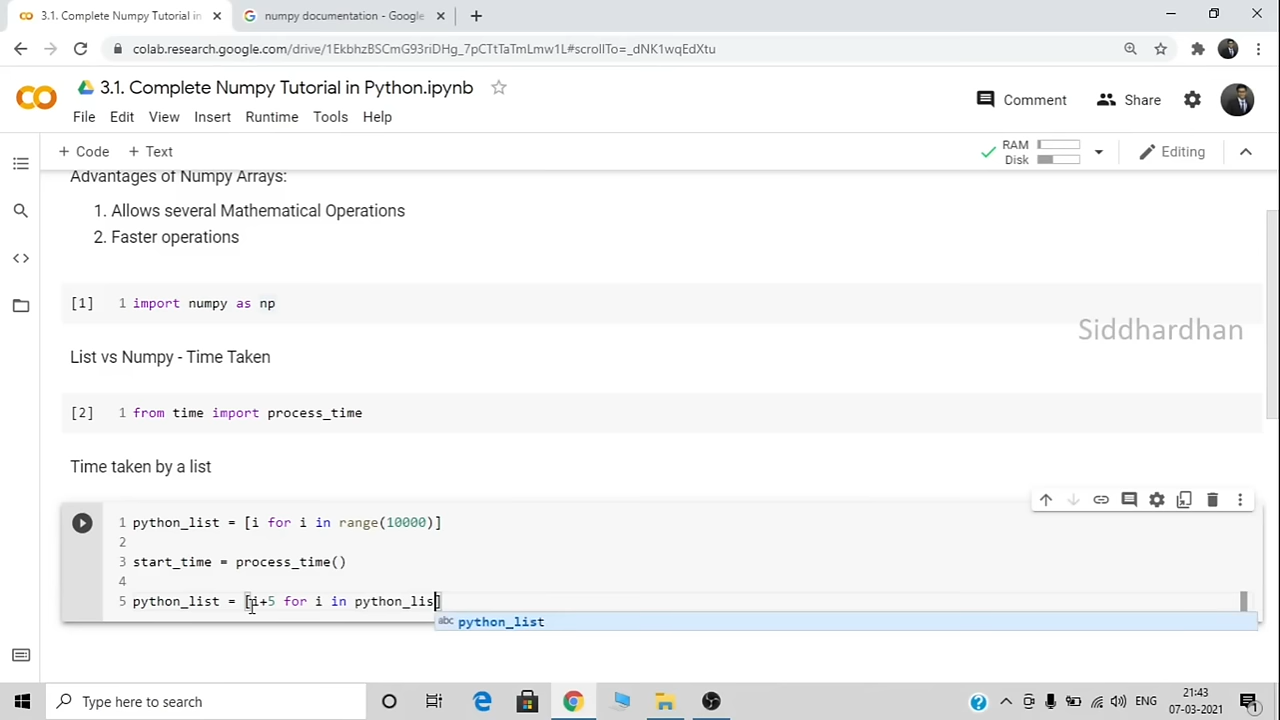 3.1. Complete Numpy Tutorial in
numpy documentation - Google
colab.research.google.com/drive/1EkbhzBSCmG93riDHg_7pCTtTaTmLmw1L#scrollTo=_dNK1wqEdXtu
3.1. Complete Numpy Tutorial in Python.ipynb
Comment
Share
File Edit View Insert Runtime Tools Help
+ Code + Text
RAM
Disk
Editing
Advantages of Numpy Arrays:
1. Allows several Mathematical Operations
2. Faster operations
[1] 1 import numpy as np
Siddhardhan
List vs Numpy - Time Taken
[2] 1 from time import process_time
Time taken by a list
1 python_list = [i for i in range(10000)]
2
3 start_time = process_time()
4
5 python_list = [i+5 for i in python_lis]
abc python_list
Type here to search
ENG
21:43
07-03-2021
1